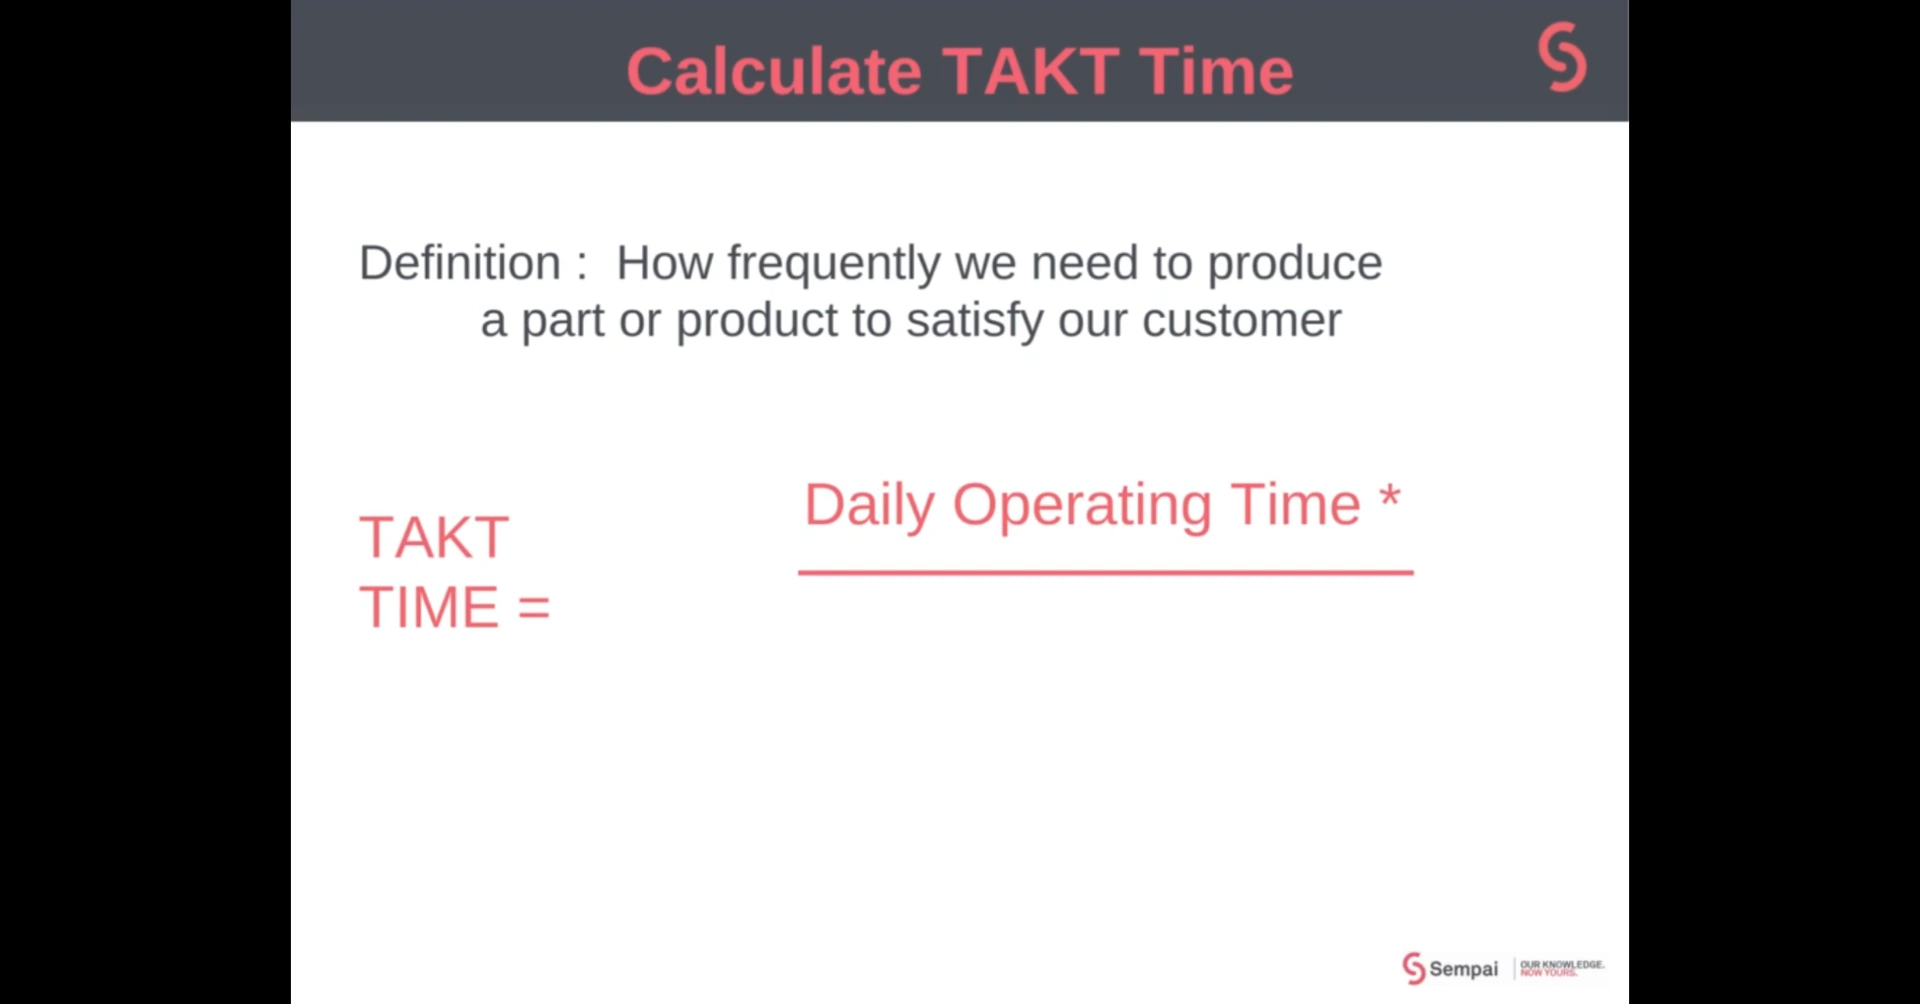 Calculate TAKT Time
Definition : How frequently we need to produce
a part or product to satisfy our customer
TAKT
TIME =
Daily Operating Time *
Sempai
OUR KNOWLEDGE.
NOW YOURS.